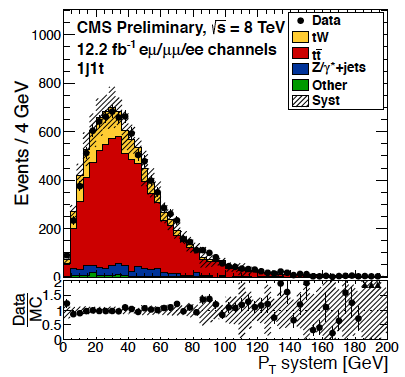 CMS Preliminary, √s = 8 TeV
12.2 fb⁻¹ eμ/μμ/ee channels
1j1t
Data
tW
tt̄
Z/γ*+jets
Other
Syst
Events / 4 GeV
1000
800
600
400
200
0
Data
MC
2
1.5
1
0.5
0
0 20 40 60 80 100 120 140 160 180 200
P_T system [GeV]